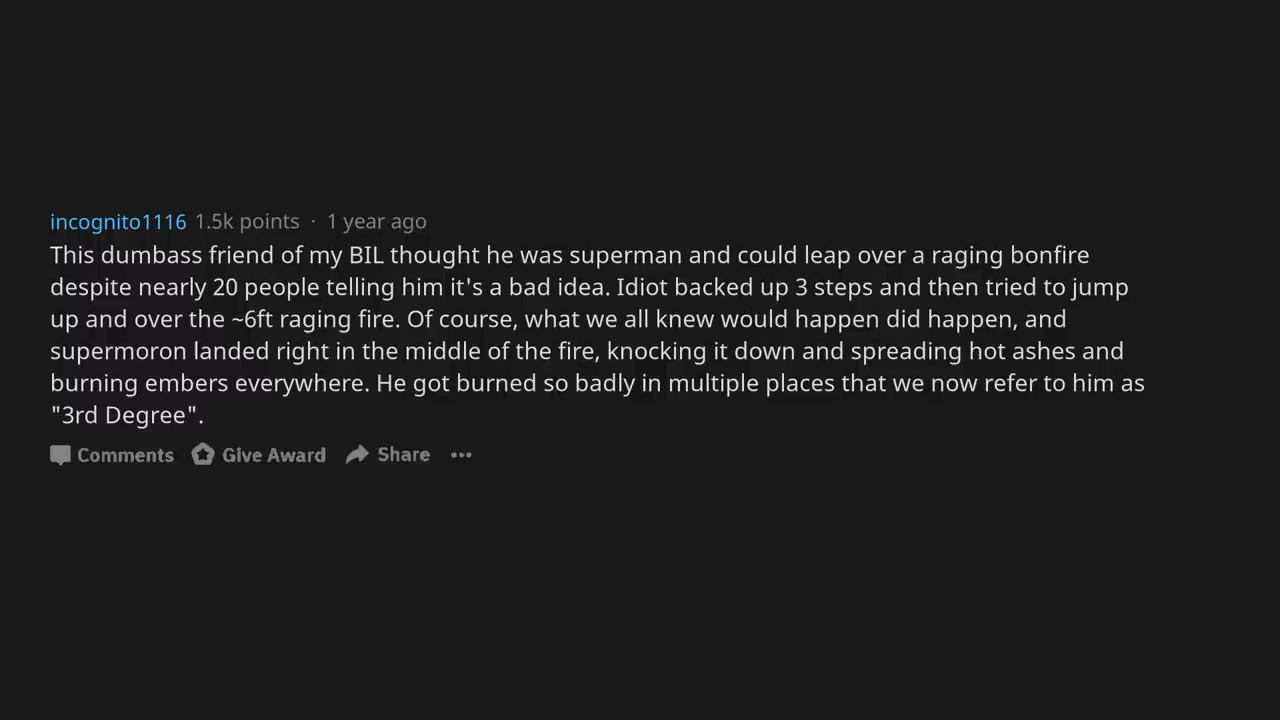 incognito1116 1.5k points · 1 year ago
This dumbass friend of my BIL thought he was superman and could leap over a raging bonfire
despite nearly 20 people telling him it's a bad idea. Idiot backed up 3 steps and then tried to jump
up and over the ~6ft raging fire. Of course, what we all knew would happen did happen, and
supermoron landed right in the middle of the fire, knocking it down and spreading hot ashes and
burning embers everywhere. He got burned so badly in multiple places that we now refer to him as
"3rd Degree".
Comments Give Award Share ···